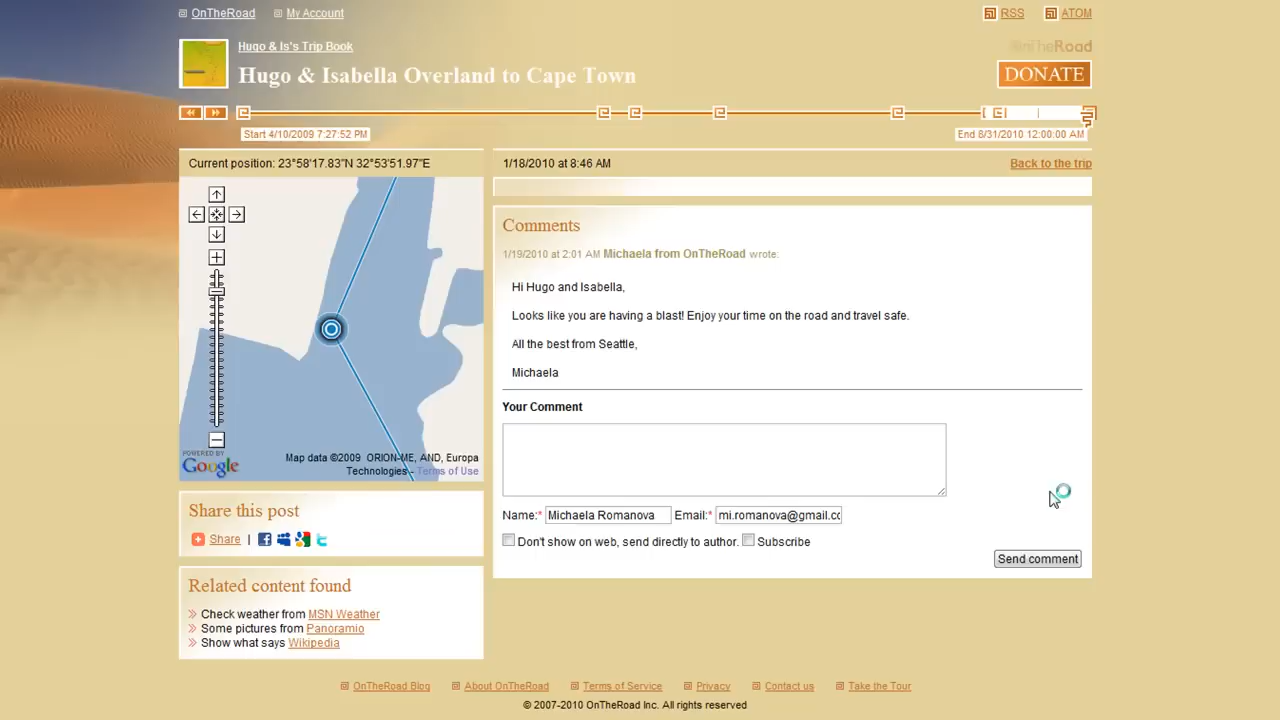 OnTheRoad My Account RSS ATOM
Hugo & Is's Trip Book OnTheRoad
Hugo & Isabella Overland to Cape Town DONATE
Start 4/10/2009 7:27:52 PM End 8/31/2010 12:00:00 AM
Current position: 23°58'17.83"N 32°53'51.97"E
1/18/2010 at 8:46 AM Back to the trip
Comments
1/19/2010 at 2:01 AM Michaela from OnTheRoad wrote:
Hi Hugo and Isabella,
Looks like you are having a blast! Enjoy your time on the road and travel safe.
All the best from Seattle,
Michaela
Your Comment
Name:* Michaela Romanova Email:* mi.romanova@gmail.cc
Don't show on web, send directly to author. Subscribe
Send comment
POWERED BY
Google
Map data ©2009 ORION-ME, AND, Europa
Technologies - Terms of Use
Share this post
Share |
Related content found
Check weather from MSN Weather
Some pictures from Panoramio
Show what says Wikipedia
OnTheRoad Blog About OnTheRoad Terms of Service Privacy Contact us Take the Tour
© 2007-2010 OnTheRoad Inc. All rights reserved